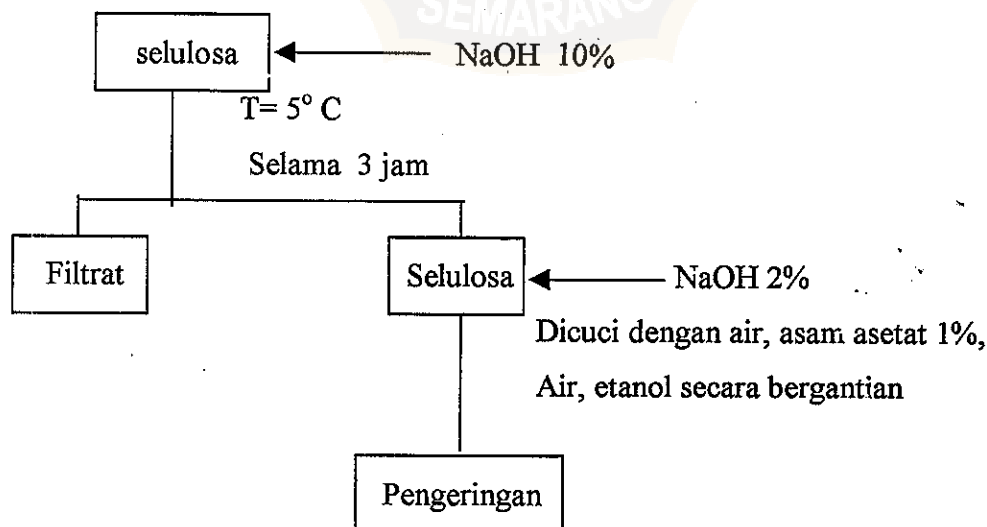 SEMARANG
selulosa
NaOH 10%
T= 5° C
Selama 3 jam
Filtrat
Selulosa
NaOH 2%
Dicuci dengan air, asam asetat 1%,
Air, etanol secara bergantian
Pengeringan